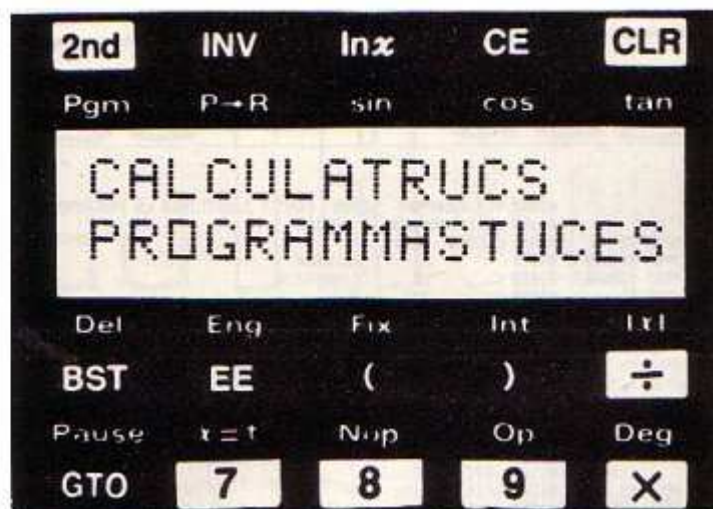 2nd INV lnx CE CLR
Pgm P→R sin cos tan
CALCULATRUCS
PROGRAMMASTUCES
Del Eng Fix Int |x|
BST EE ( ) ÷
Pause x=t Nop Op Deg
GTO 7 8 9 ×